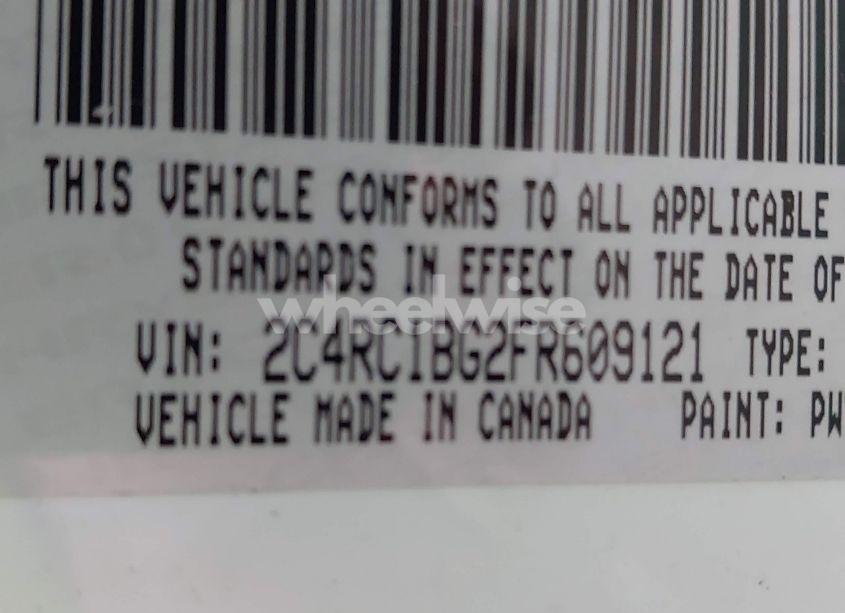 THIS VEHICLE CONFORMS TO ALL APPLICABLE
STANDARDS IN EFFECT ON THE DATE OF
wheelwise
VIN: 2C4RC1BG2FR609121 TYPE:
VEHICLE MADE IN CANADA PAINT: PW